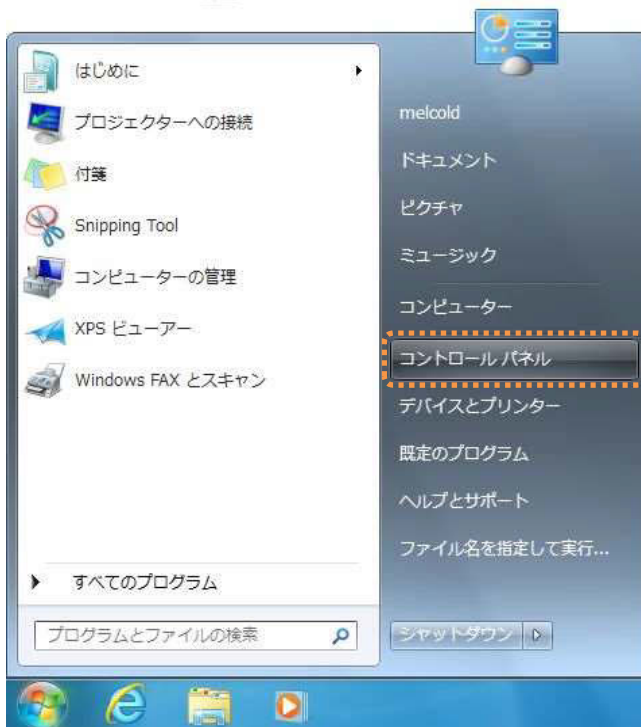 はじめに
プロジェクターへの接続
付箋
Snipping Tool
コンピューターの管理
XPS ビューアー
Windows FAX とスキャン
すべてのプログラム
プログラムとファイルの検索
melcold
ドキュメント
ピクチャ
ミュージック
コンピューター
コントロール パネル
デバイスとプリンター
既定のプログラム
ヘルプとサポート
ファイル名を指定して実行...
シャットダウン